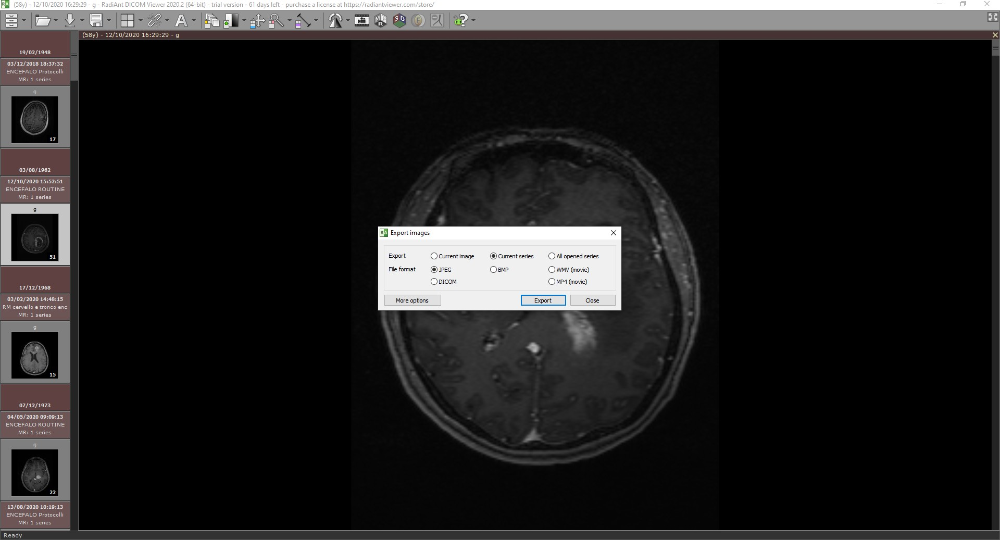 RA (58y) - 12/10/2020 16:29:29 - g - RadiAnt DICOM Viewer 2020.2 (64-bit) - trial version - 61 days left - purchase a license at https://radiantviewer.com/store/
A
M P R
3D
F
?
(58y) - 12/10/2020 16:29:29 - g
19/02/1948
03/12/2018 18:37:32
ENCEFALO Protocolli
MR: 1 series
g
17
03/08/1962
12/10/2020 15:52:51
ENCEFALO ROUTINE
MR: 1 series
g
51
17/12/1968
03/02/2020 14:48:15
RM cervello e tronco enc
MR: 1 series
g
15
07/12/1973
04/05/2020 09:09:13
ENCEFALO ROUTINE
MR: 1 series
g
22
13/08/2020 10:19:13
ENCEFALO Protocolli
MR: 1 series
RA Export images
Export Current image Current series All opened series
File format JPEG BMP WMV (movie)
DICOM MP4 (movie)
More options Export Close
Ready